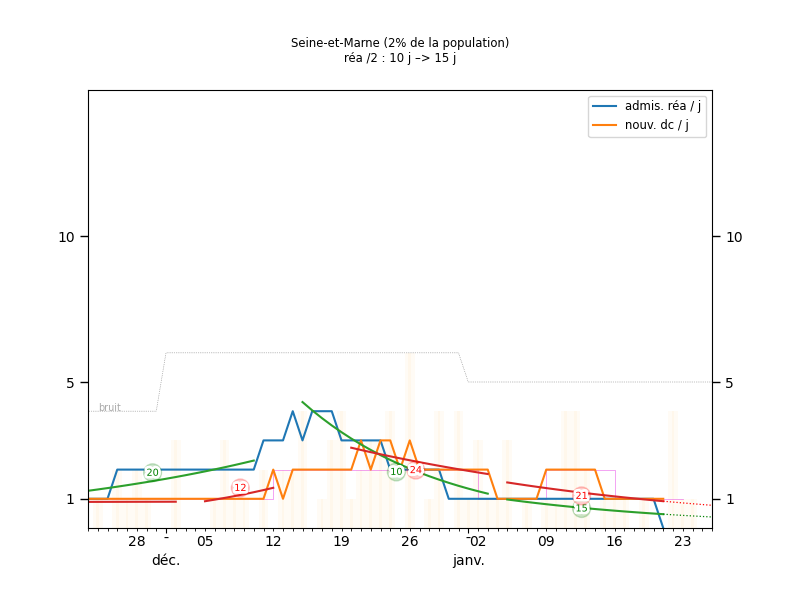 Seine-et-Marne (2% de la population)
réa /2 : 10 j –> 15 j
admis. réa / j
nouv. dc / j
10 10
bruit
5 5
20 10 24
12 21
15
1 1
28 05 12 19 26 02 09 16 23
déc. janv.